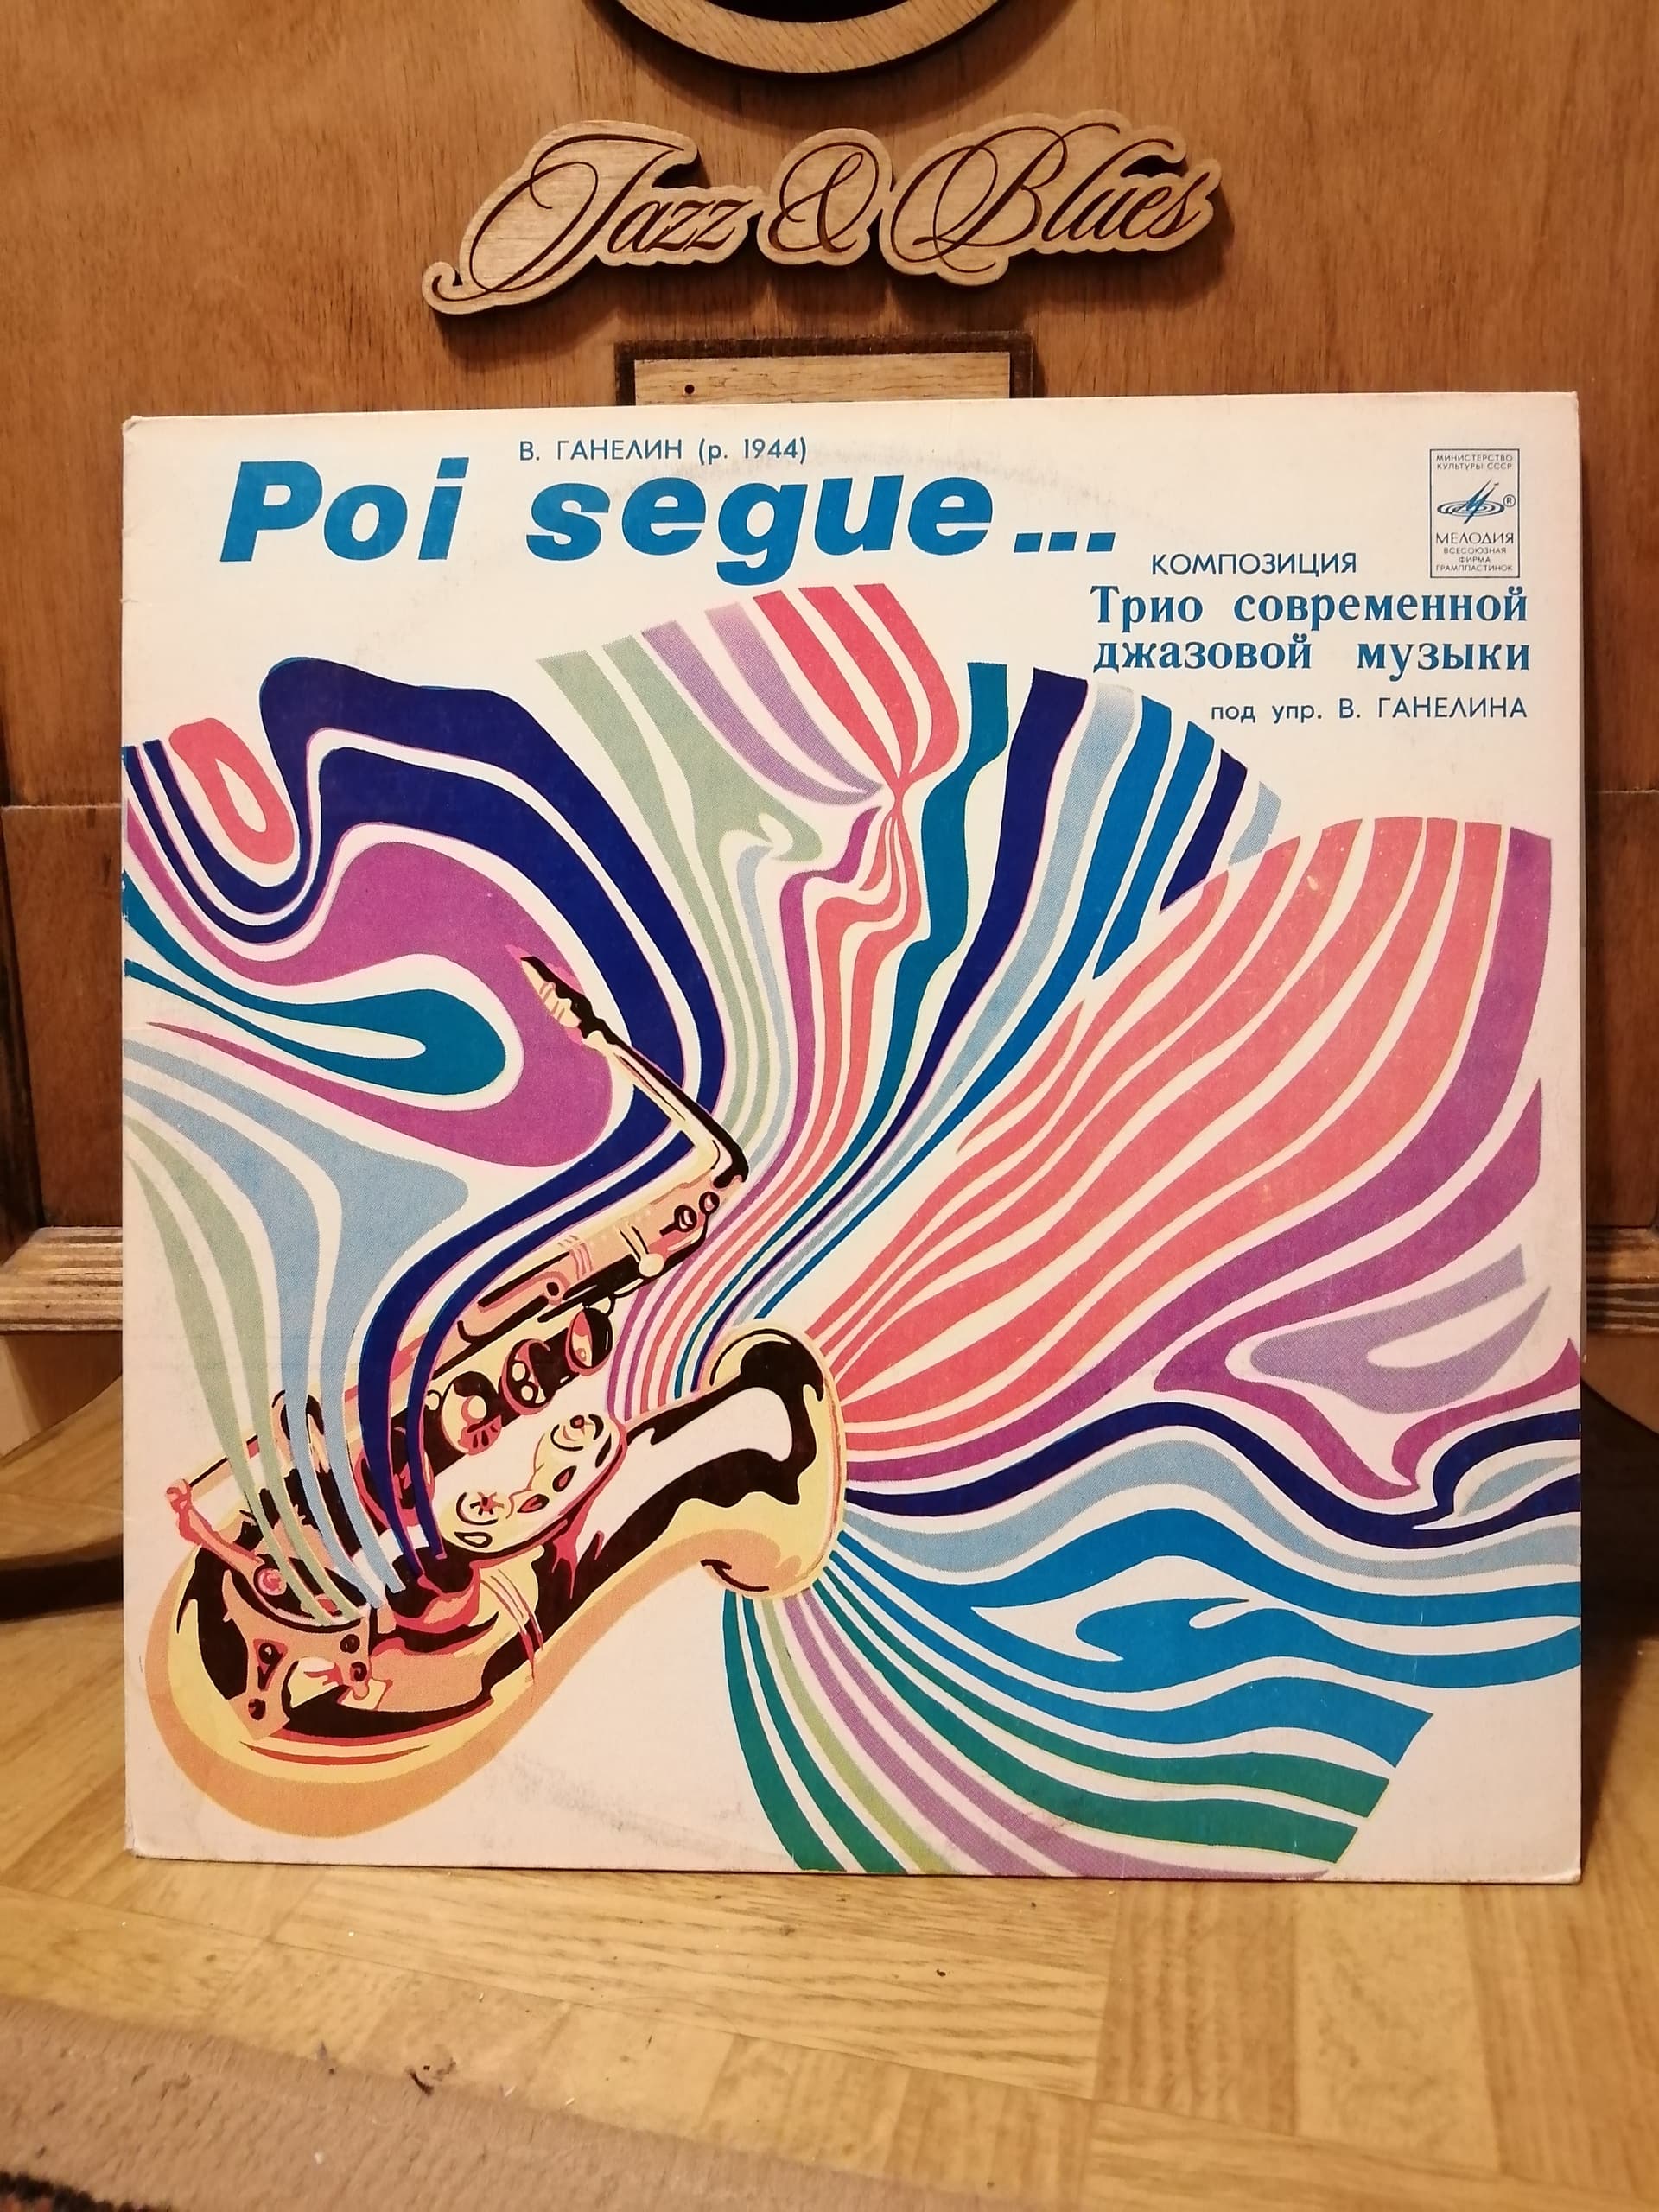 Jazz & Blues
В. ГАНЕЛИН (р. 1944)
Poi segue...
МИНИСТЕРСТВО
КУЛЬТУРЫ СССР
®
МЕЛОДИЯ
ВСЕСОЮЗНАЯ
ФИРМА
ГРАМПЛАСТИНОК
КОМПОЗИЦИЯ
Трио современной
джазовой музыки
под упр. В. ГАНЕЛИНА